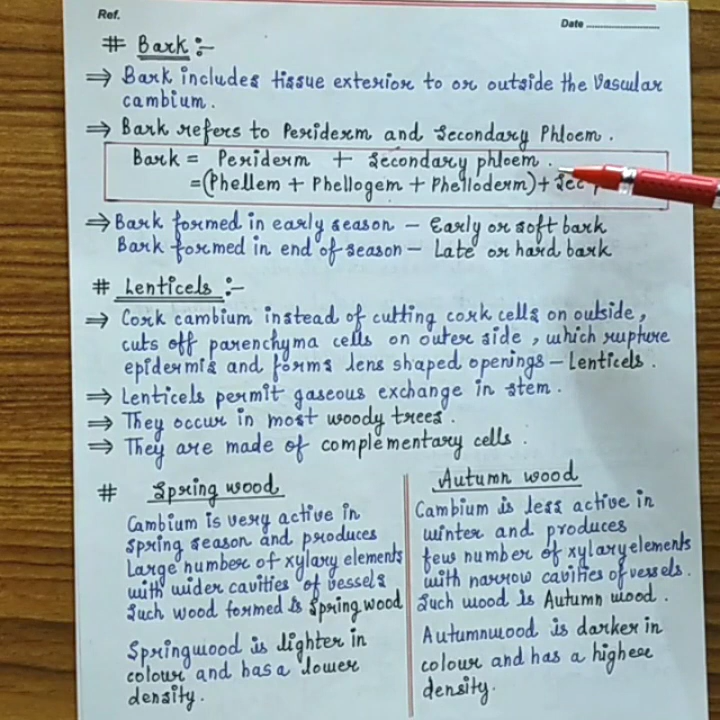 Ref.
Date
# Bark :-
⇒ Bark includes tissue exterior to or outside the Vascular
cambium.
⇒ Bark refers to Periderm and Secondary Phloem.
Bark = Periderm + Secondary phloem.
=(Phellem + Phellogem + Phelloderm)+ Sec
⇒ Bark formed in early season – Early or soft bark
Bark formed in end of season – Late or hard bark
# Lenticels :-
⇒ Cork cambium instead of cutting cork cells on outside,
cuts off parenchyma cells on outer side, which rupture
epidermis and forms lens shaped openings – Lenticels.
⇒ Lenticels permit gaseous exchange in stem.
⇒ They occur in most woody trees.
⇒ They are made of complementary cells.
# Spring wood
Cambium is very active in
spring season and produces
Large number of xylary elements
with wider cavities of vessels
Such wood formed is Spring wood
Springwood is lighter in
colour and has a lower
density.
Autumn wood
Cambium is less active in
winter and produces
few number of xylary elements
with narrow cavities of vessels.
Such wood is Autumn wood.
Autumnwood is darker in
colour and has a higher
density.